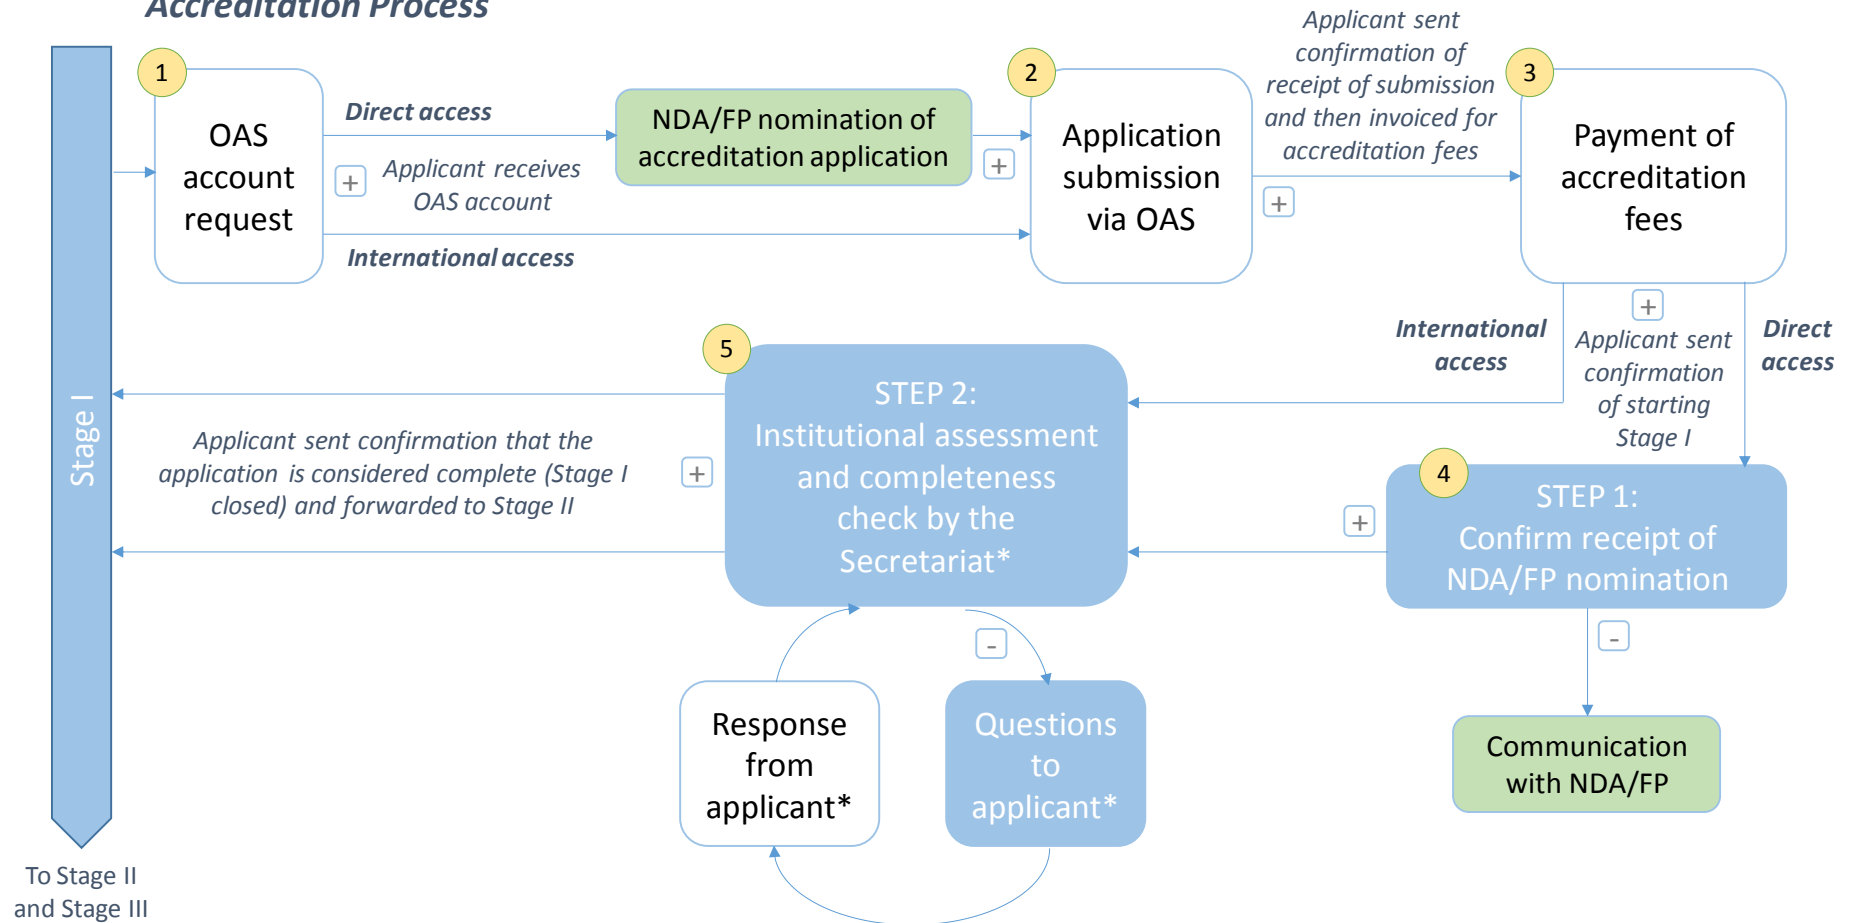 Accreditation Process
Stage I
To Stage II
and Stage III
1
OAS
account
request
Direct access
+
Applicant receives
OAS account
International access
NDA/FP nomination of
accreditation application
+
2
Application
submission
via OAS
Applicant sent
confirmation of
receipt of submission
and then invoiced for
accreditation fees
+
3
Payment of
accreditation
fees
International
access
+
Applicant sent
confirmation
of starting
Stage I
Direct
access
4
STEP 1:
Confirm receipt of
NDA/FP nomination
+
-
Communication
with NDA/FP
5
STEP 2:
Institutional assessment
and completeness
check by the
Secretariat*
+
Applicant sent confirmation that the
application is considered complete (Stage I
closed) and forwarded to Stage II
-
Questions
to
applicant*
Response
from
applicant*